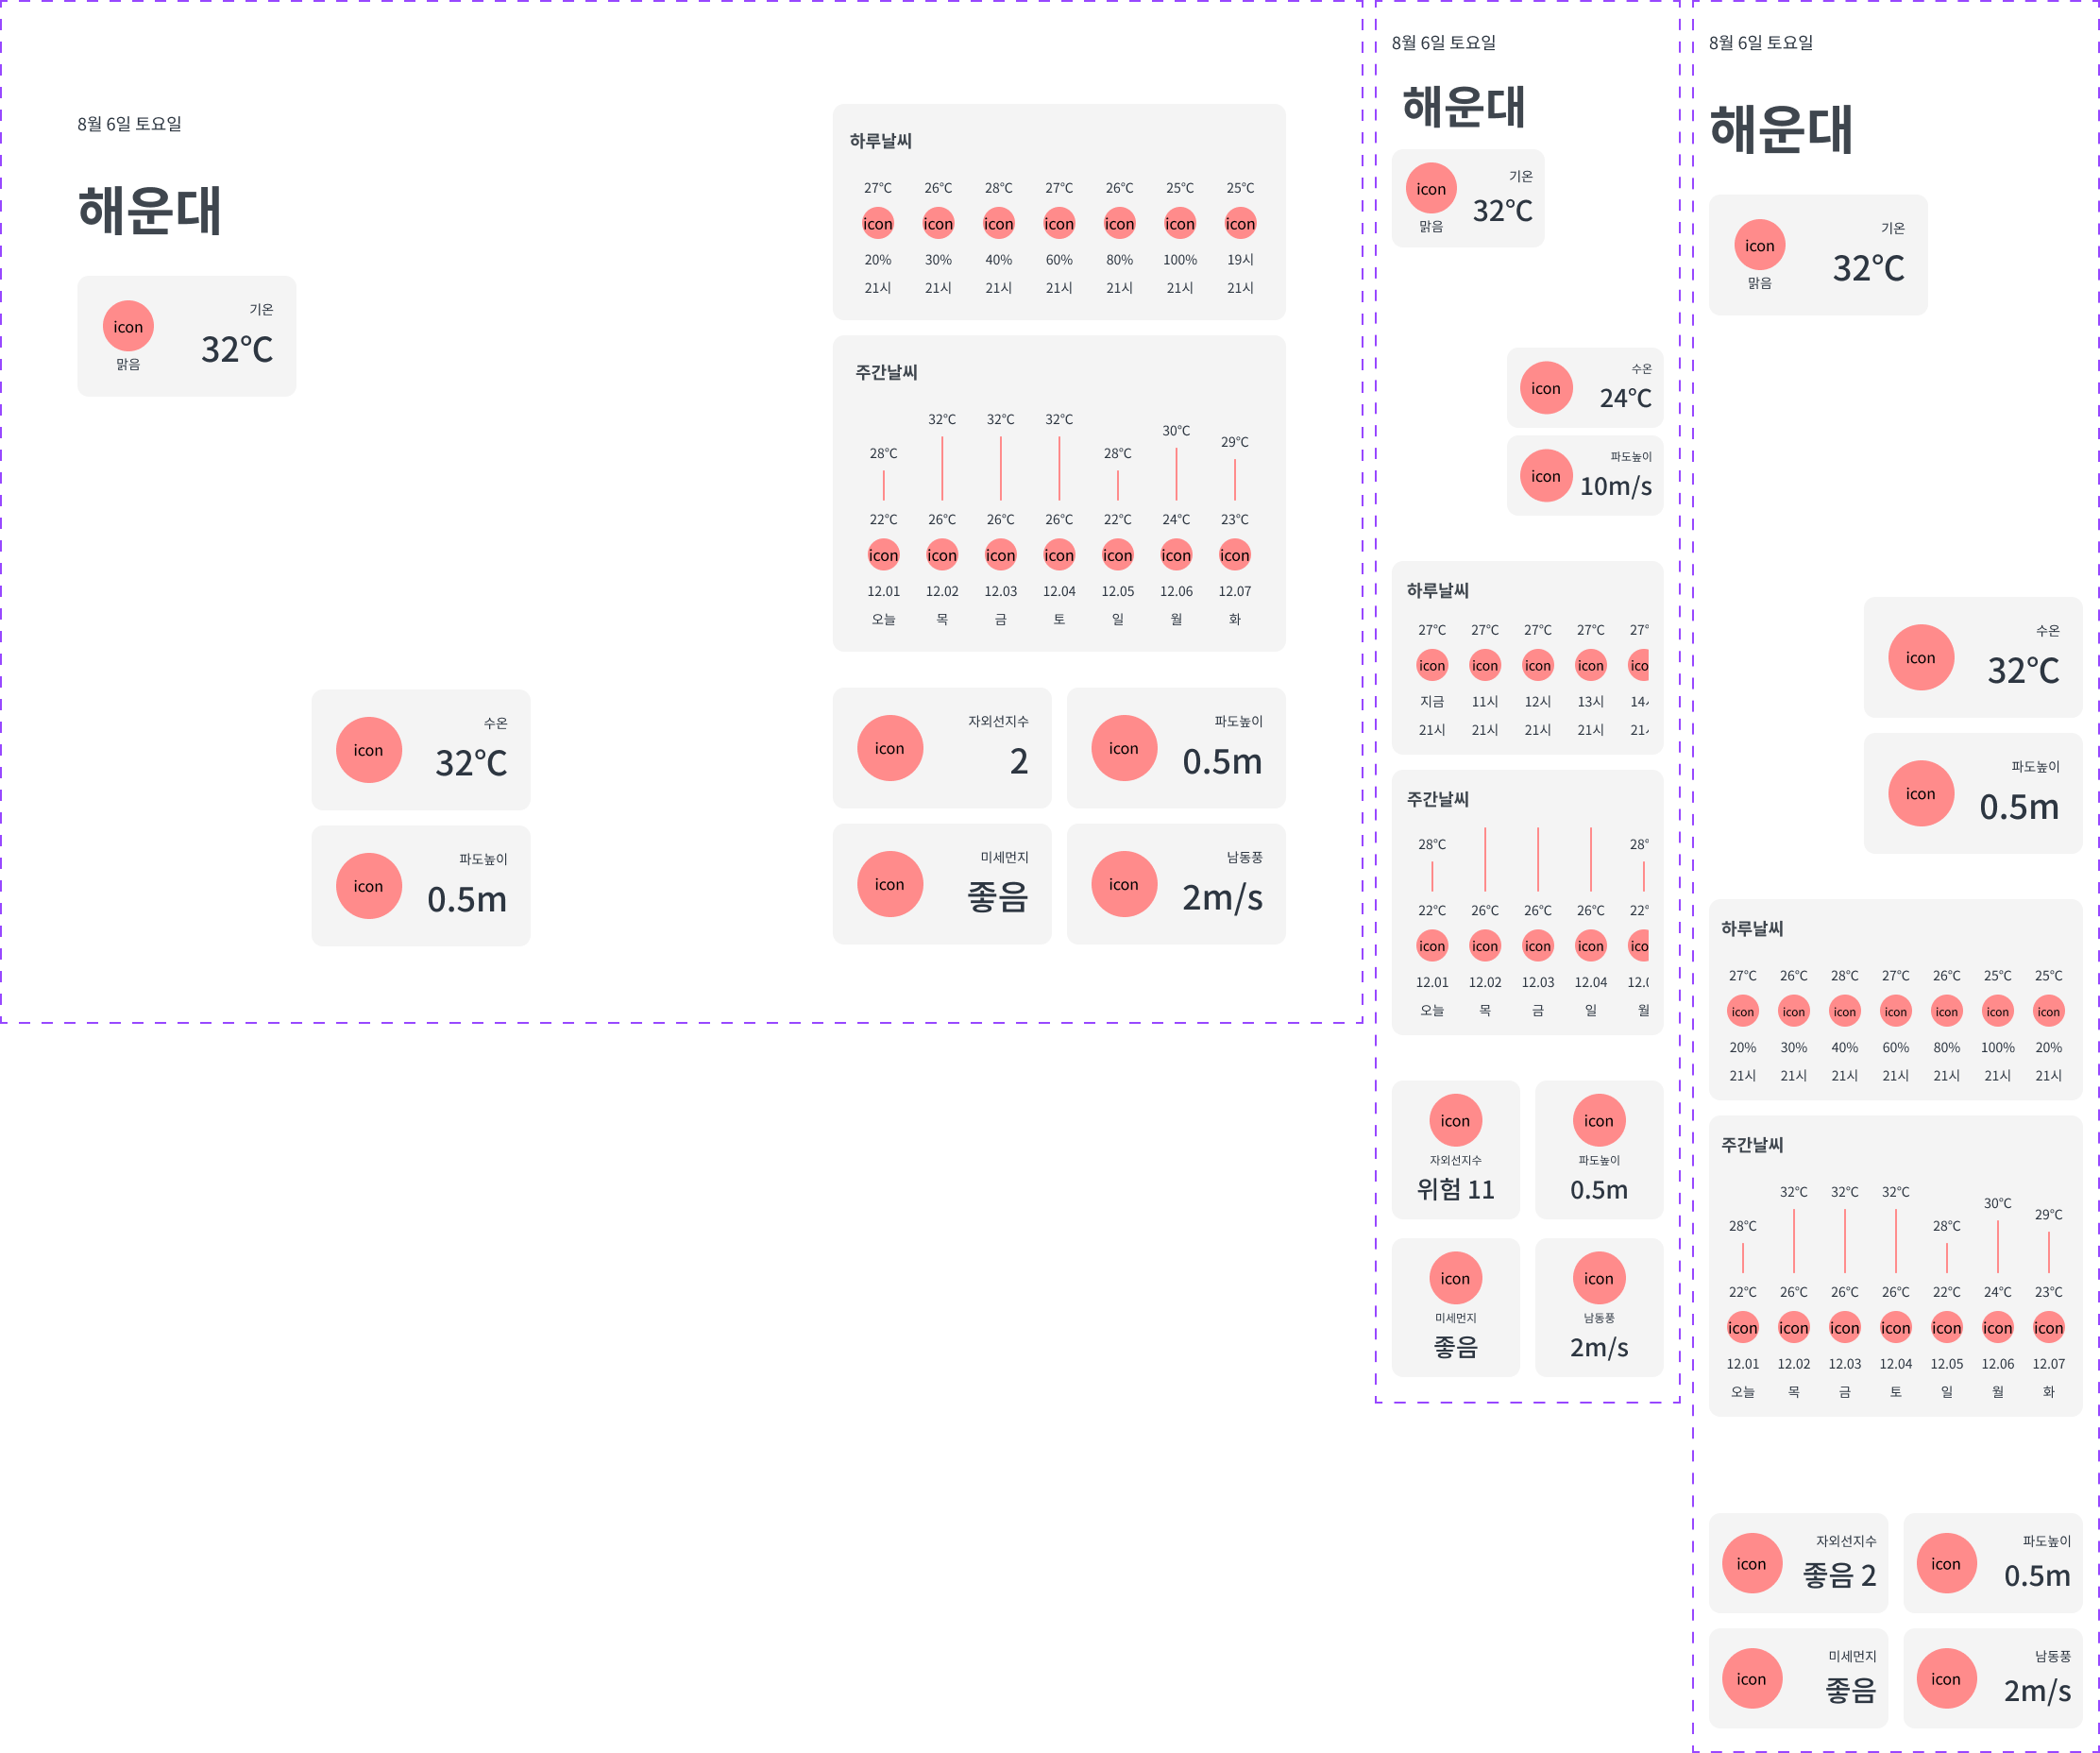 8월 6일 토요일
해운대
icon
맑음
기온
32°C
icon
수온
32°C
icon
파도높이
0.5m
하루날씨
27°C 26°C 28°C 27°C 26°C 25°C 25°C
icon icon icon icon icon icon icon
20% 30% 40% 60% 80% 100% 19시
21시 21시 21시 21시 21시 21시 21시
주간날씨
28°C 32°C 32°C 32°C 28°C 30°C 29°C
22°C 26°C 26°C 26°C 22°C 24°C 23°C
icon icon icon icon icon icon icon
12.01 12.02 12.03 12.04 12.05 12.06 12.07
오늘 목 금 토 일 월 화
icon
자외선지수
2
icon
파도높이
0.5m
icon
미세먼지
좋음
icon
남동풍
2m/s
8월 6일 토요일
해운대
icon
맑음
기온
32°C
icon
수온
24°C
icon
파도높이
10m/s
하루날씨
27°C 27°C 27°C 27°C 27°
icon icon icon icon ico
지금 11시 12시 13시 14
21시 21시 21시 21시 21
주간날씨
28°C 28°
22°C 26°C 26°C 26°C 22°
icon icon icon icon ico
12.01 12.02 12.03 12.04 12.0
오늘 목 금 일 월
icon
자외선지수
위험 11
icon
파도높이
0.5m
icon
미세먼지
좋음
icon
남동풍
2m/s
8월 6일 토요일
해운대
icon
맑음
기온
32°C
icon
수온
32°C
icon
파도높이
0.5m
하루날씨
27°C 26°C 28°C 27°C 26°C 25°C 25°C
icon icon icon icon icon icon icon
20% 30% 40% 60% 80% 100% 20%
21시 21시 21시 21시 21시 21시 21시
주간날씨
28°C 32°C 32°C 32°C 28°C 30°C 29°C
22°C 26°C 26°C 26°C 22°C 24°C 23°C
icon icon icon icon icon icon icon
12.01 12.02 12.03 12.04 12.05 12.06 12.07
오늘 목 금 토 일 월 화
icon
자외선지수
좋음 2
icon
파도높이
0.5m
icon
미세먼지
좋음
icon
남동풍
2m/s